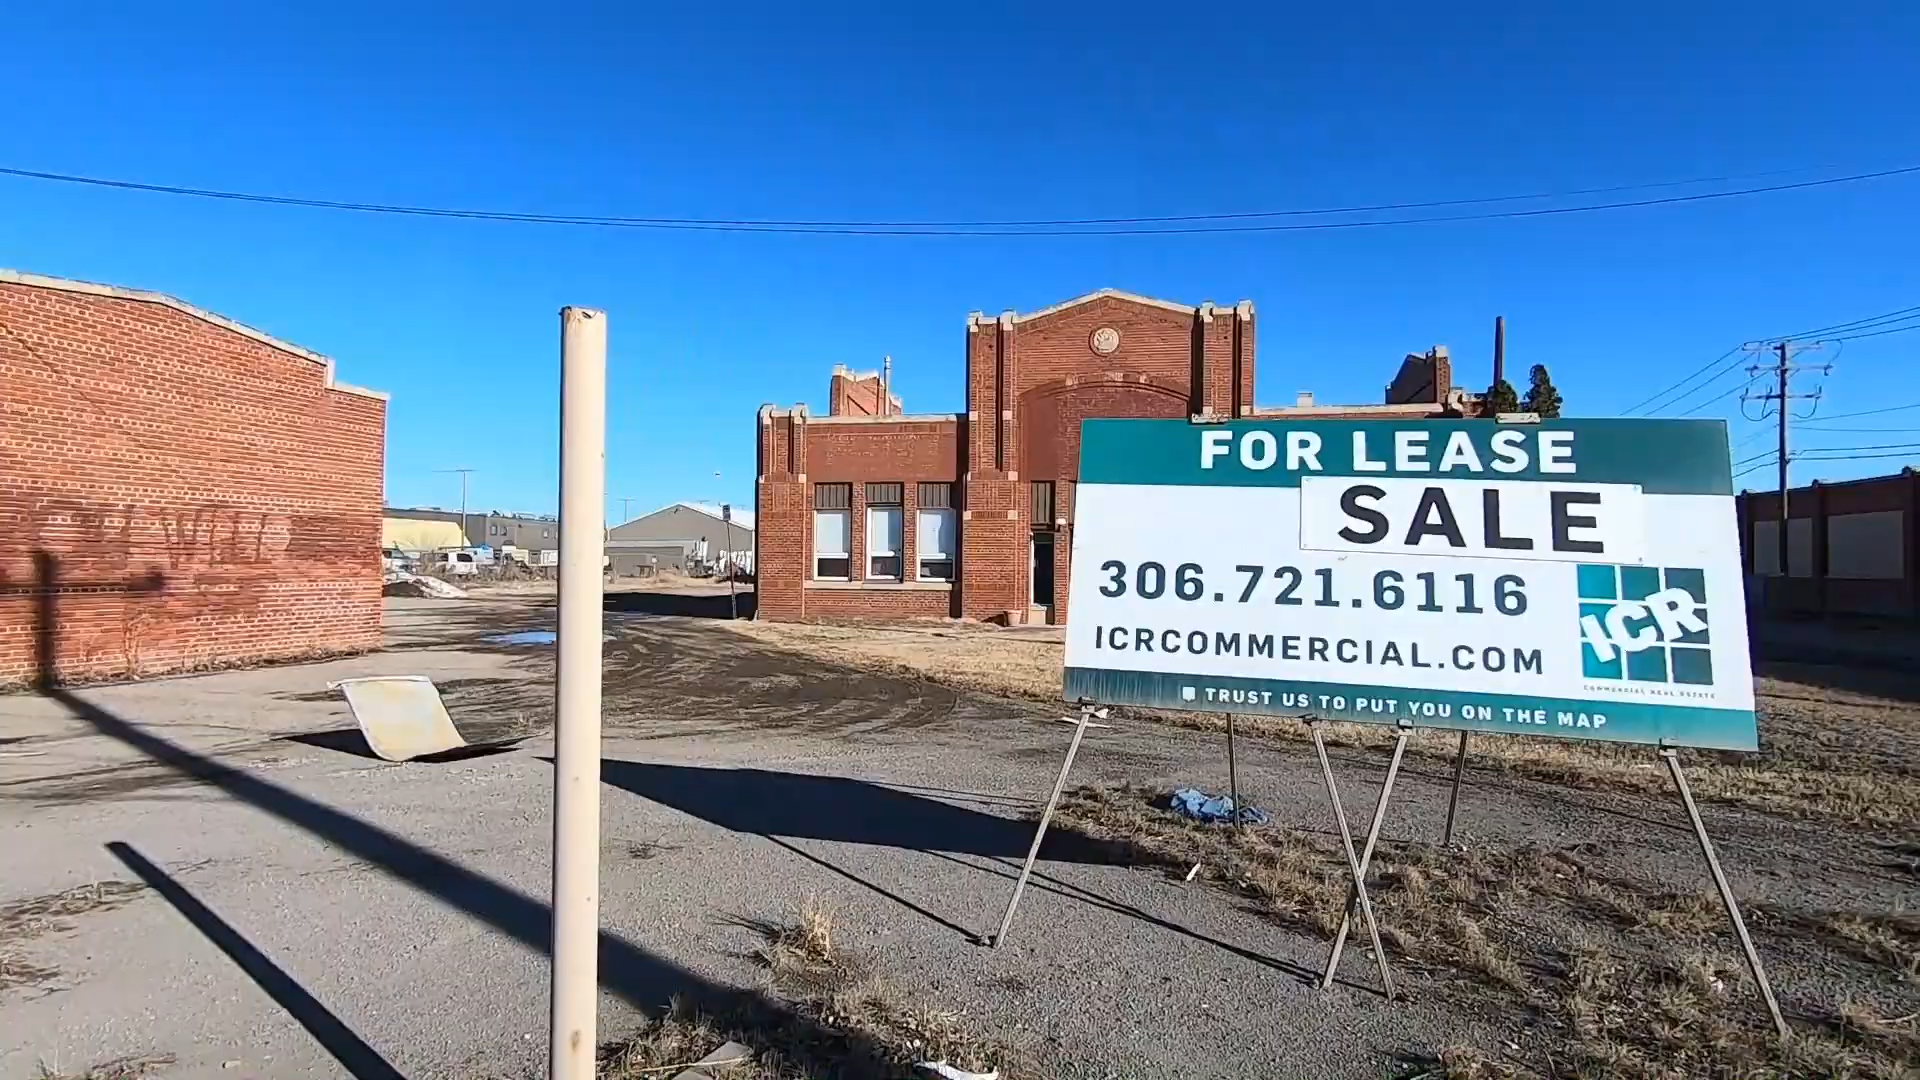 FOR LEASE
SALE
306.721.6116
ICRCOMMERCIAL.COM
ICR
COMMERCIAL REAL ESTATE
TRUST US TO PUT YOU ON THE MAP